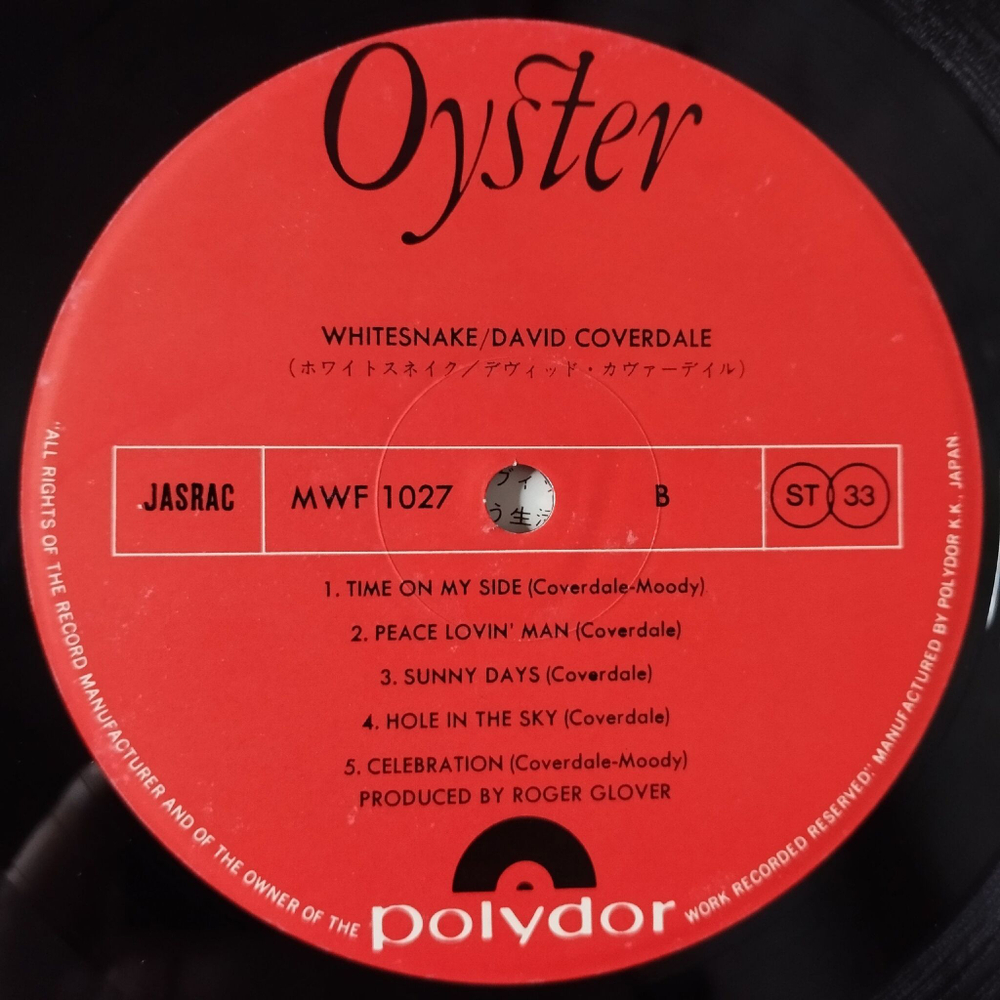 Oyster
WHITESNAKE/DAVID COVERDALE
(ホワイトスネイク/デヴィッド・カヴァーデイル)
JASRAC
MWF 1027
B
ST 33
1. TIME ON MY SIDE (Coverdale-Moody)
2. PEACE LOVIN' MAN (Coverdale)
3. SUNNY DAYS (Coverdale)
4. HOLE IN THE SKY (Coverdale)
5. CELEBRATION (Coverdale-Moody)
PRODUCED BY ROGER GLOVER
polydor
"ALL RIGHTS OF THE RECORD MANUFACTURER AND OF THE OWNER OF THE WORK RECORDED RESERVED." MANUFACTURED BY POLYDOR K.K., JAPAN